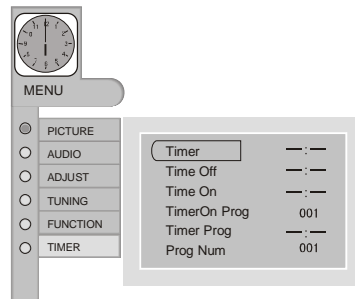 MENU
PICTURE
AUDIO
ADJUST
TUNING
FUNCTION
TIMER
Timer —:—
Time Off —:—
Time On —:—
TimerOn Prog 001
Timer Prog —:—
Prog Num 001